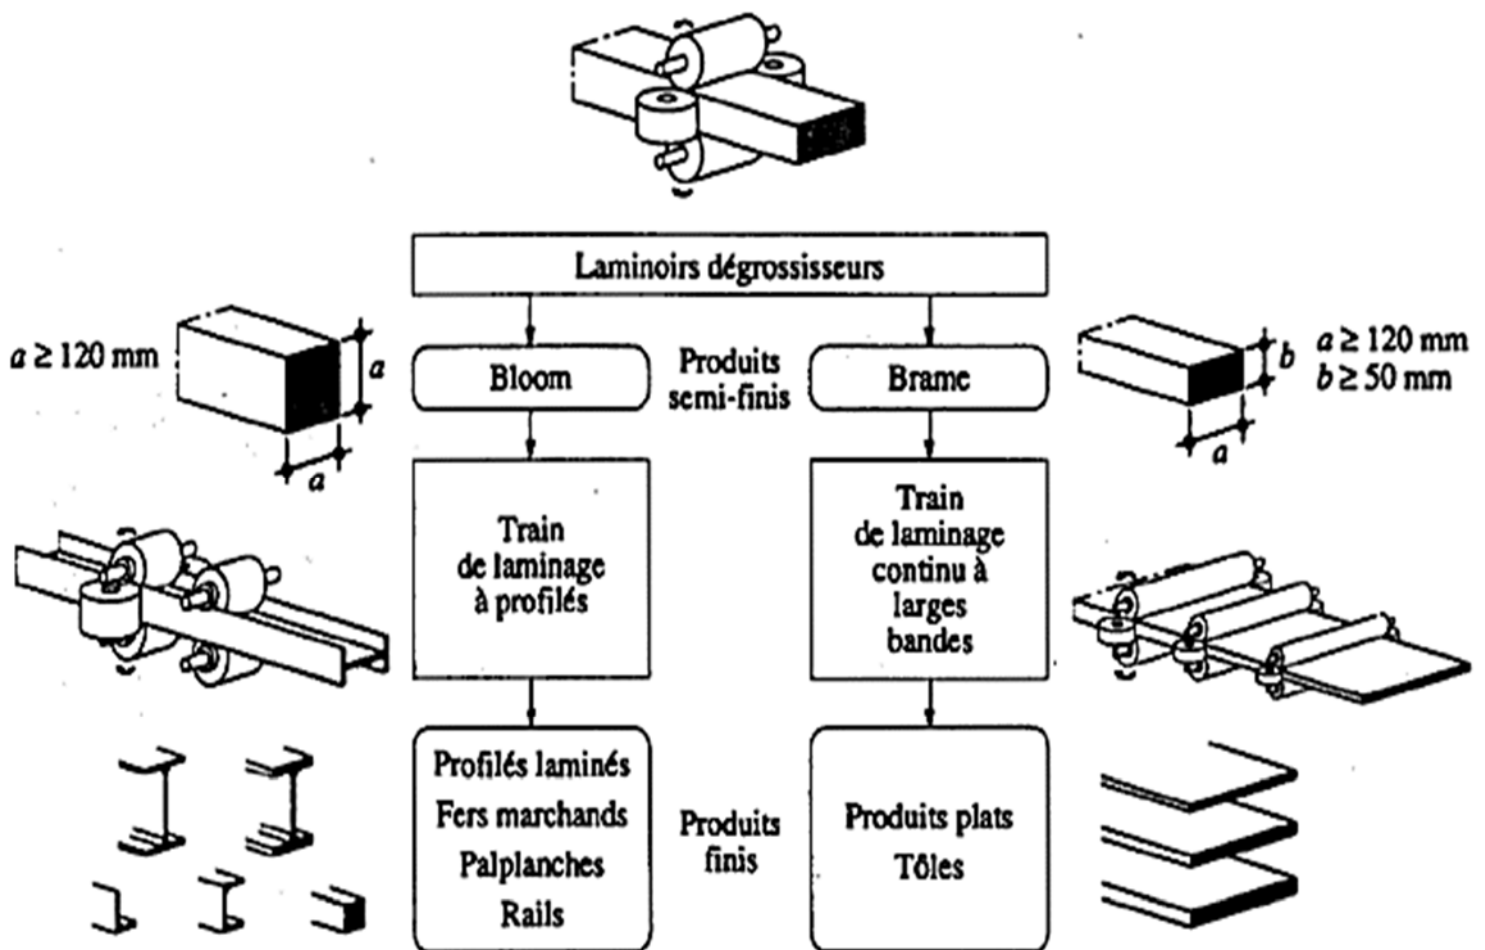 Laminoirs dégrossisseurs
a ≥ 120 mm
a
a
Bloom
Produits
semi-finis
Brame
b
a
a ≥ 120 mm
b ≥ 50 mm
Train
de laminage
à profilés
Train
de laminage
continu à
larges
bandes
Profilés laminés
Fers marchands
Palplanches
Rails
Produits
finis
Produits plats
Tôles